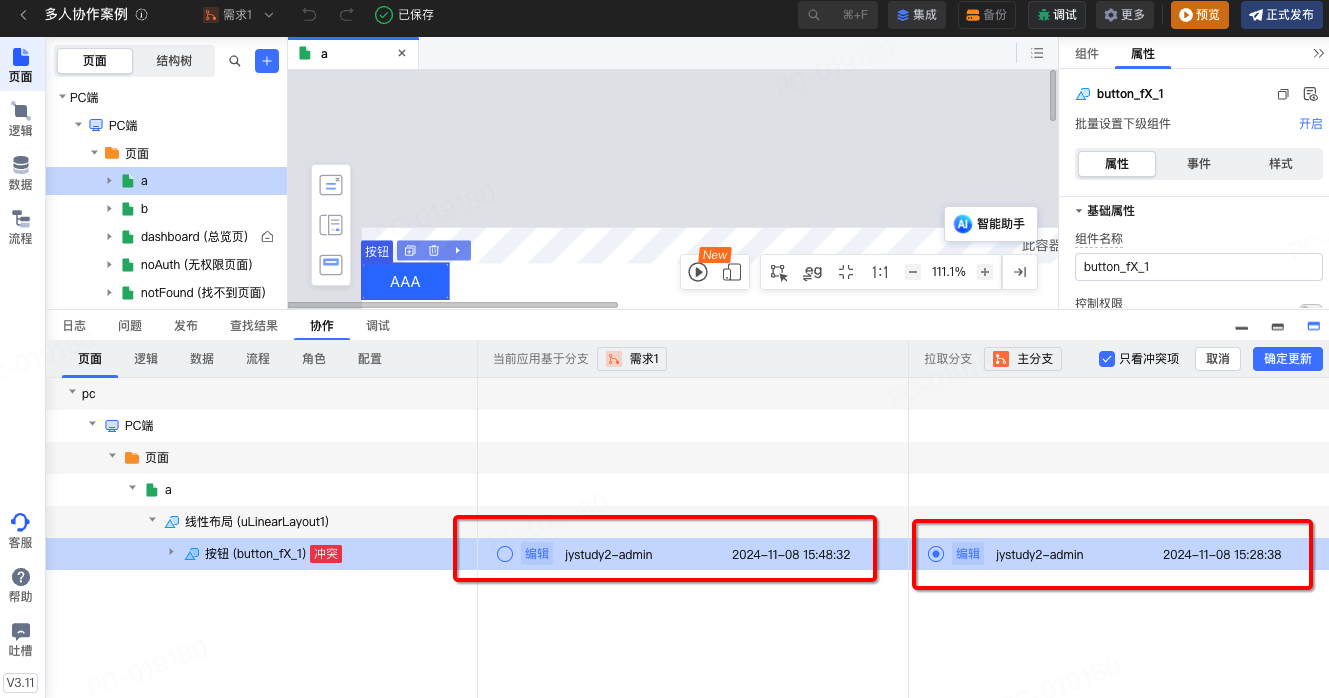 多人协作案例
需求1
已保存
⌘+F
集成
备份
调试
更多
预览
正式发布
页面
逻辑
数据
流程
客服
帮助
吐槽
V3.11
页面
结构树
PC端
PC端
页面
a
b
dashboard (总览页)
noAuth (无权限页面)
notFound (找不到页面)
a
按钮
AAA
New
AI 智能助手
此容器
1:1
111.1%
组件
属性
button_fX_1
批量设置下级组件
开启
属性
事件
样式
基础属性
组件名称
button_fX_1
控制权限
日志
问题
发布
查找结果
协作
调试
页面
逻辑
数据
流程
角色
配置
当前应用基于分支
需求1
拉取分支
主分支
只看冲突项
取消
确定更新
pc
PC端
页面
a
线性布局 (uLinearLayout1)
按钮 (button_fX_1) 冲突
编辑 jystudy2-admin 2024-11-08 15:48:32
编辑 jystudy2-admin 2024-11-08 15:28:38
PC-019180